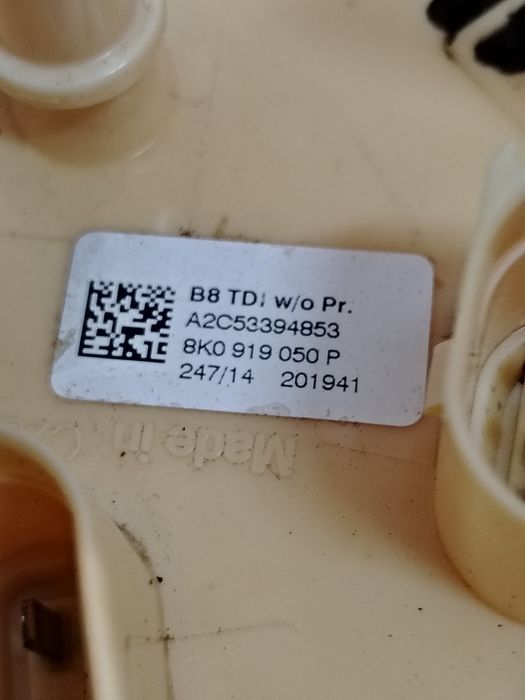 B8 TDI w/o Pr.
A2C53394853
8K0 919 050 P
247/14 201941
Made in